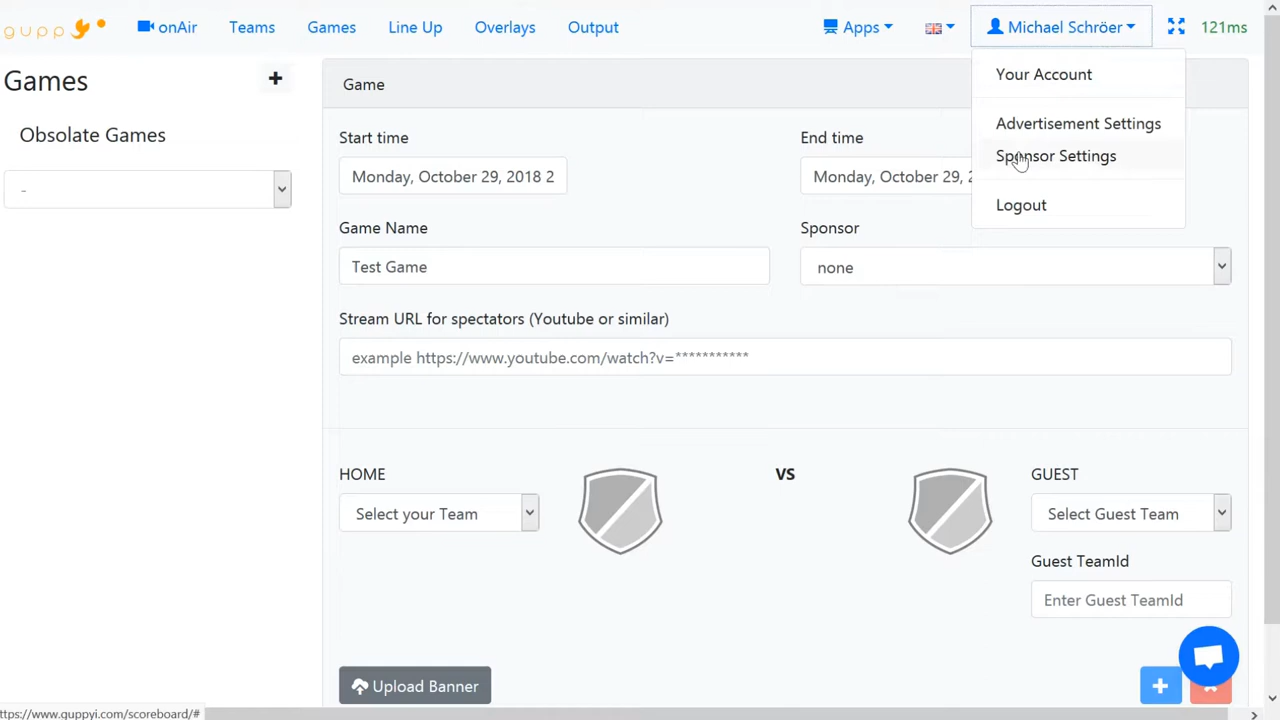 guppy
onAir
Teams
Games
Line Up
Overlays
Output
Apps
Michael Schröer
121ms
Your Account
Advertisement Settings
Sponsor Settings
Logout
Games
+
Obsolate Games
-
Game
Start time
End time
Monday, October 29, 2018 2
Monday, October 29, 2
Game Name
Sponsor
Test Game
none
Stream URL for spectators (Youtube or similar)
example https://www.youtube.com/watch?v=***********
HOME
VS
GUEST
Select your Team
Select Guest Team
Guest TeamId
Enter Guest TeamId
Upload Banner
+
ttps://www.guppyi.com/scoreboard/#